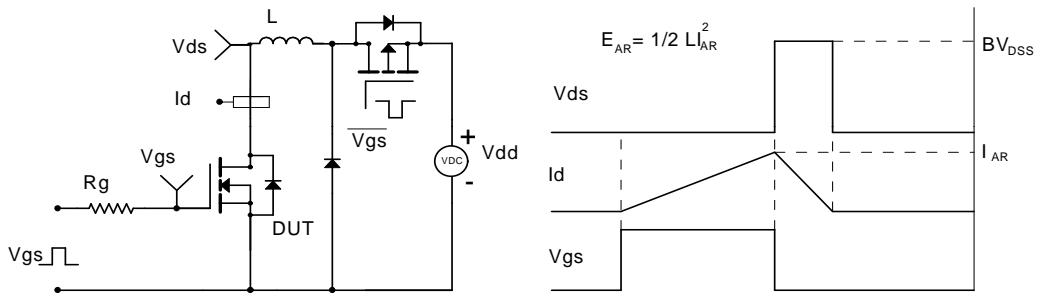 L
Vds
Id
Vgs
Vgs
+
VDC
-
Vdd
Rg
DUT
Vgs
E_AR= 1/2 LI_AR^2
BV_DSS
Vds
I_AR
Id
Vgs